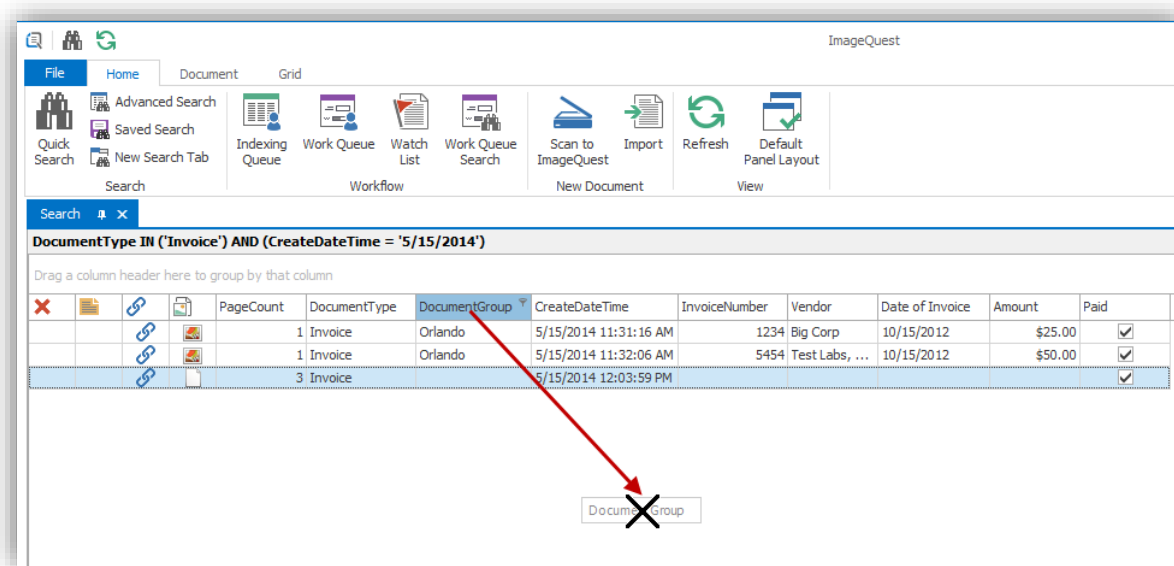 ImageQuest
File Home Document Grid
Quick Search
Advanced Search
Saved Search
New Search Tab
Indexing Queue
Work Queue
Watch List
Work Queue Search
Scan to ImageQuest
Import
Refresh
Default Panel Layout
Search Workflow New Document View
Search
DocumentType IN ('Invoice') AND (CreateDateTime = '5/15/2014')
Drag a column header here to group by that column
PageCount DocumentType DocumentGroup CreateDateTime InvoiceNumber Vendor Date of Invoice Amount Paid
1 Invoice Orlando 5/15/2014 11:31:16 AM 1234 Big Corp 10/15/2012 $25.00
1 Invoice Orlando 5/15/2014 11:32:06 AM 5454 Test Labs, ... 10/15/2012 $50.00
3 Invoice 5/15/2014 12:03:59 PM
DocumentGroup